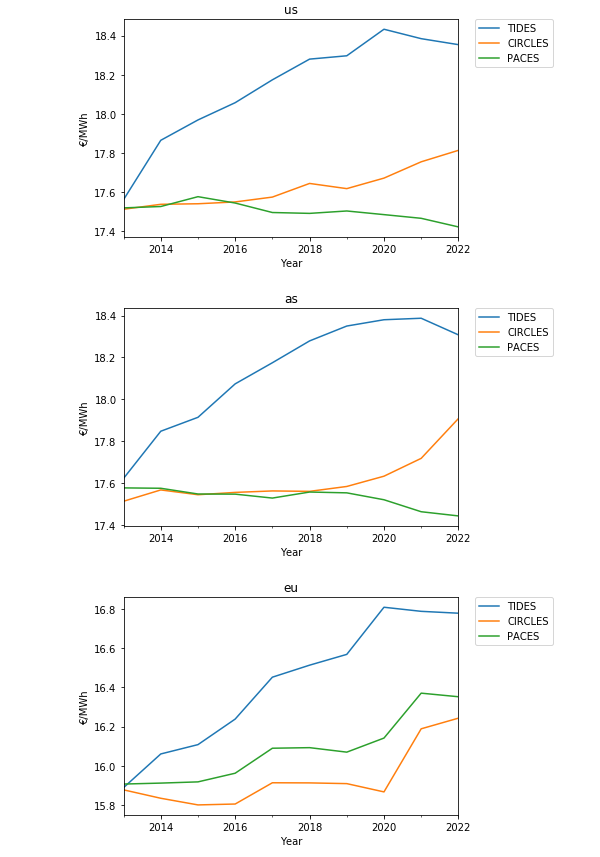 us
€/MWh
18.4
18.2
18.0
17.8
17.6
17.4
2014 2016 2018 2020 2022
Year
TIDES
CIRCLES
PACES
as
€/MWh
18.4
18.2
18.0
17.8
17.6
17.4
2014 2016 2018 2020 2022
Year
TIDES
CIRCLES
PACES
eu
€/MWh
16.8
16.6
16.4
16.2
16.0
15.8
2014 2016 2018 2020 2022
Year
TIDES
CIRCLES
PACES